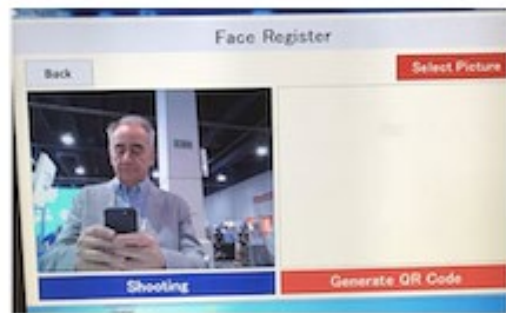 Face Register
Back
Select Picture
Shooting
Generate QR Code